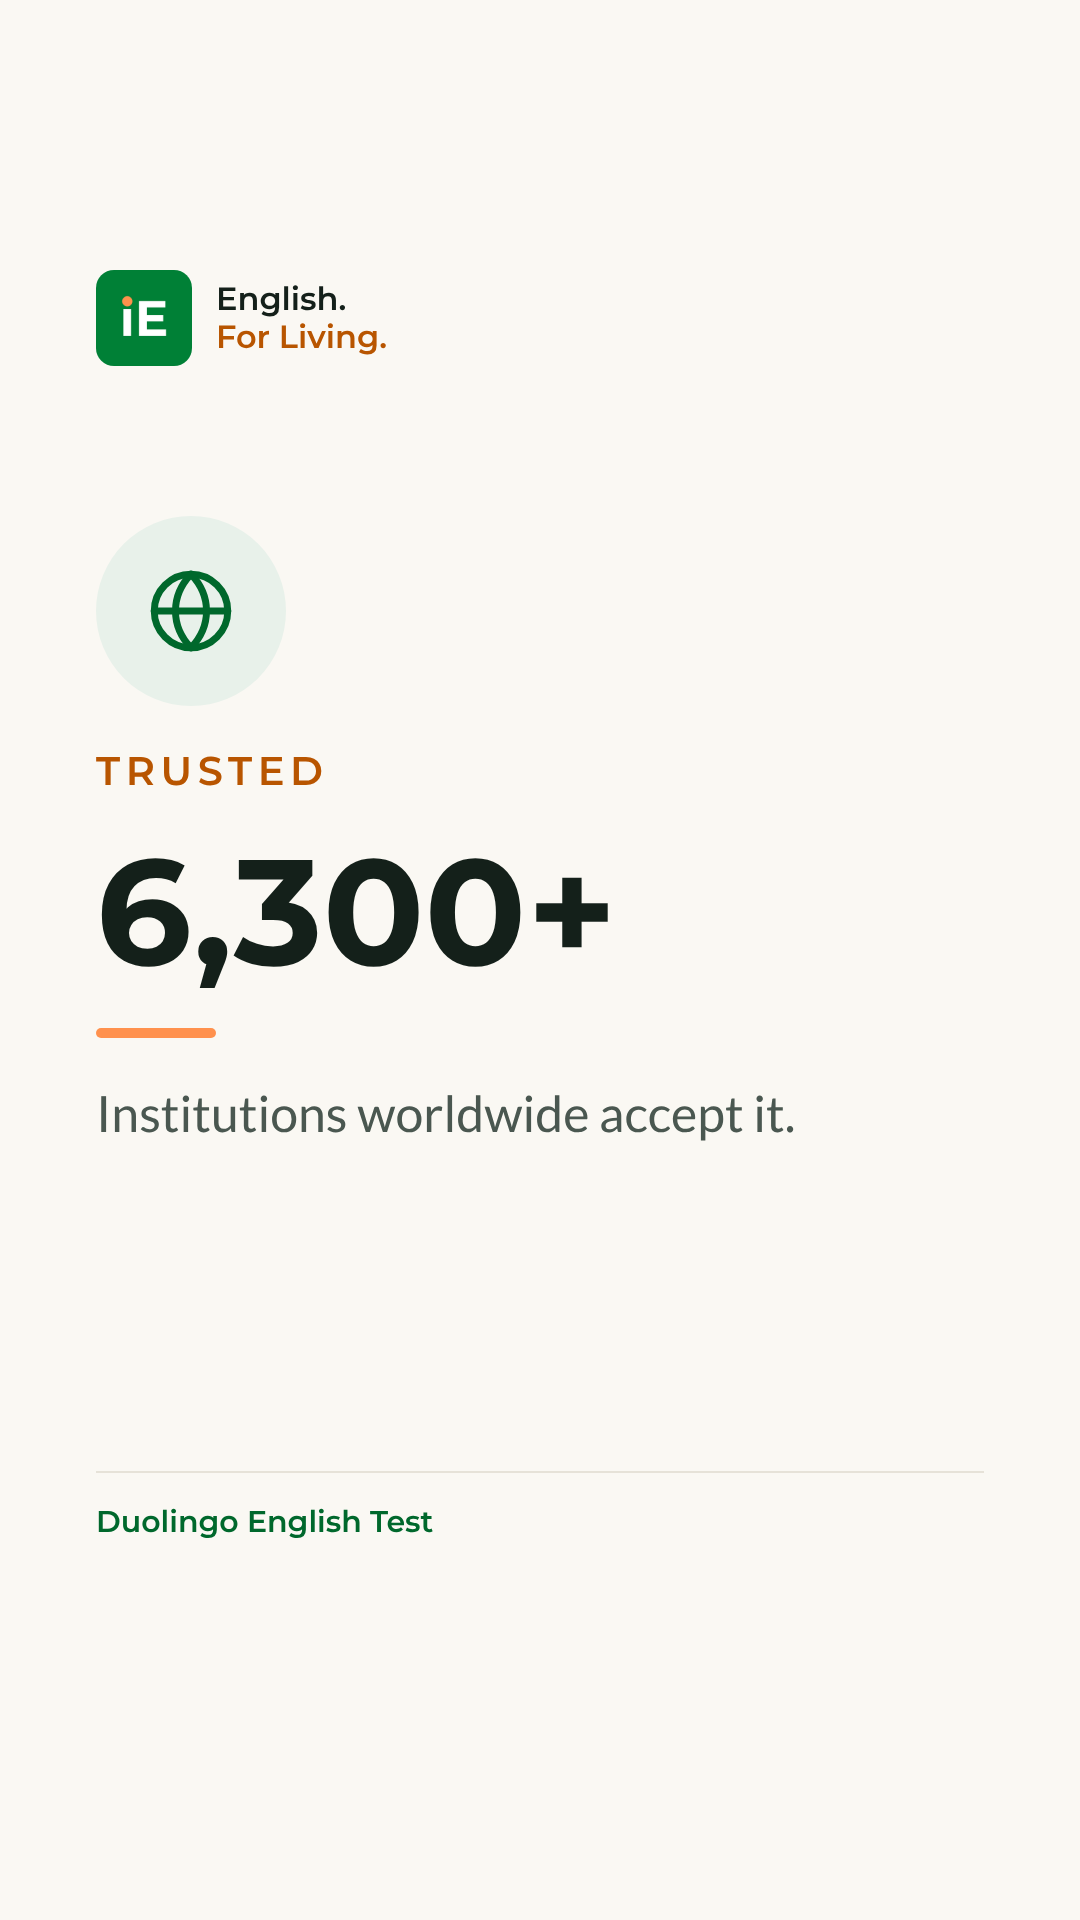 iE
English.
For Living.
TRUSTED
6,300+
Institutions worldwide accept it.
Duolingo English Test